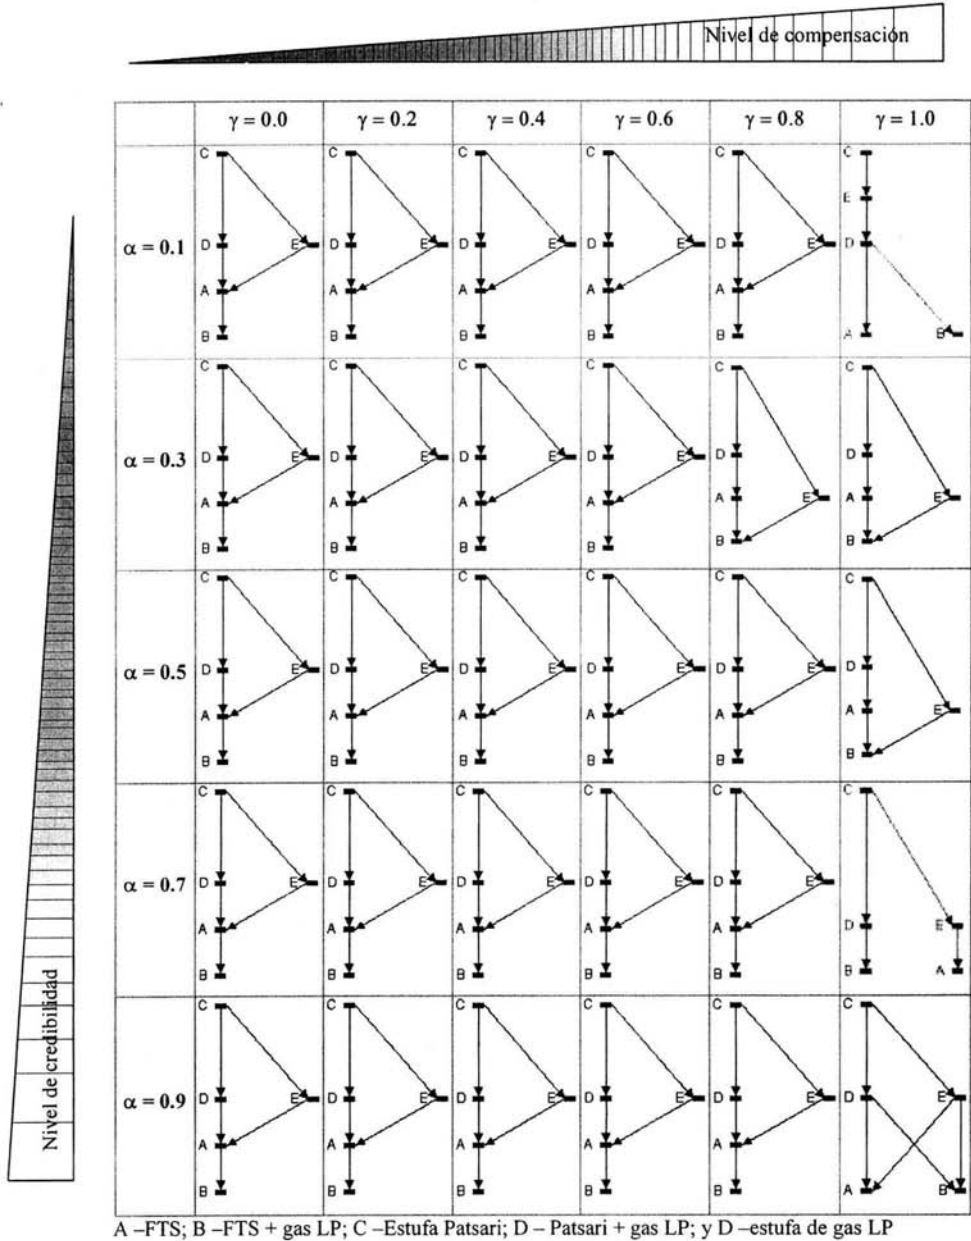 Nivel de compensación
γ = 0.0 γ = 0.2 γ = 0.4 γ = 0.6 γ = 0.8 γ = 1.0
α = 0.1
C D E A B
C D E A B
C D E A B
C D E A B
C D E A B
C E D A B
α = 0.3
C D E A B
C D E A B
C D E A B
C D E A B
C D A E B
C D A E B
α = 0.5
C D E A B
C D E A B
C D E A B
C D E A B
C D E A B
C D A E B
α = 0.7
C D E A B
C D E A B
C D E A B
C D E A B
C D E A B
C D E B A
α = 0.9
C D E A B
C D E A B
C D E A B
C D E A B
C D E A B
C D E A B
Nivel de credibilidad
A –FTS; B –FTS + gas LP; C –Estufa Patsari; D – Patsari + gas LP; y D –estufa de gas LP